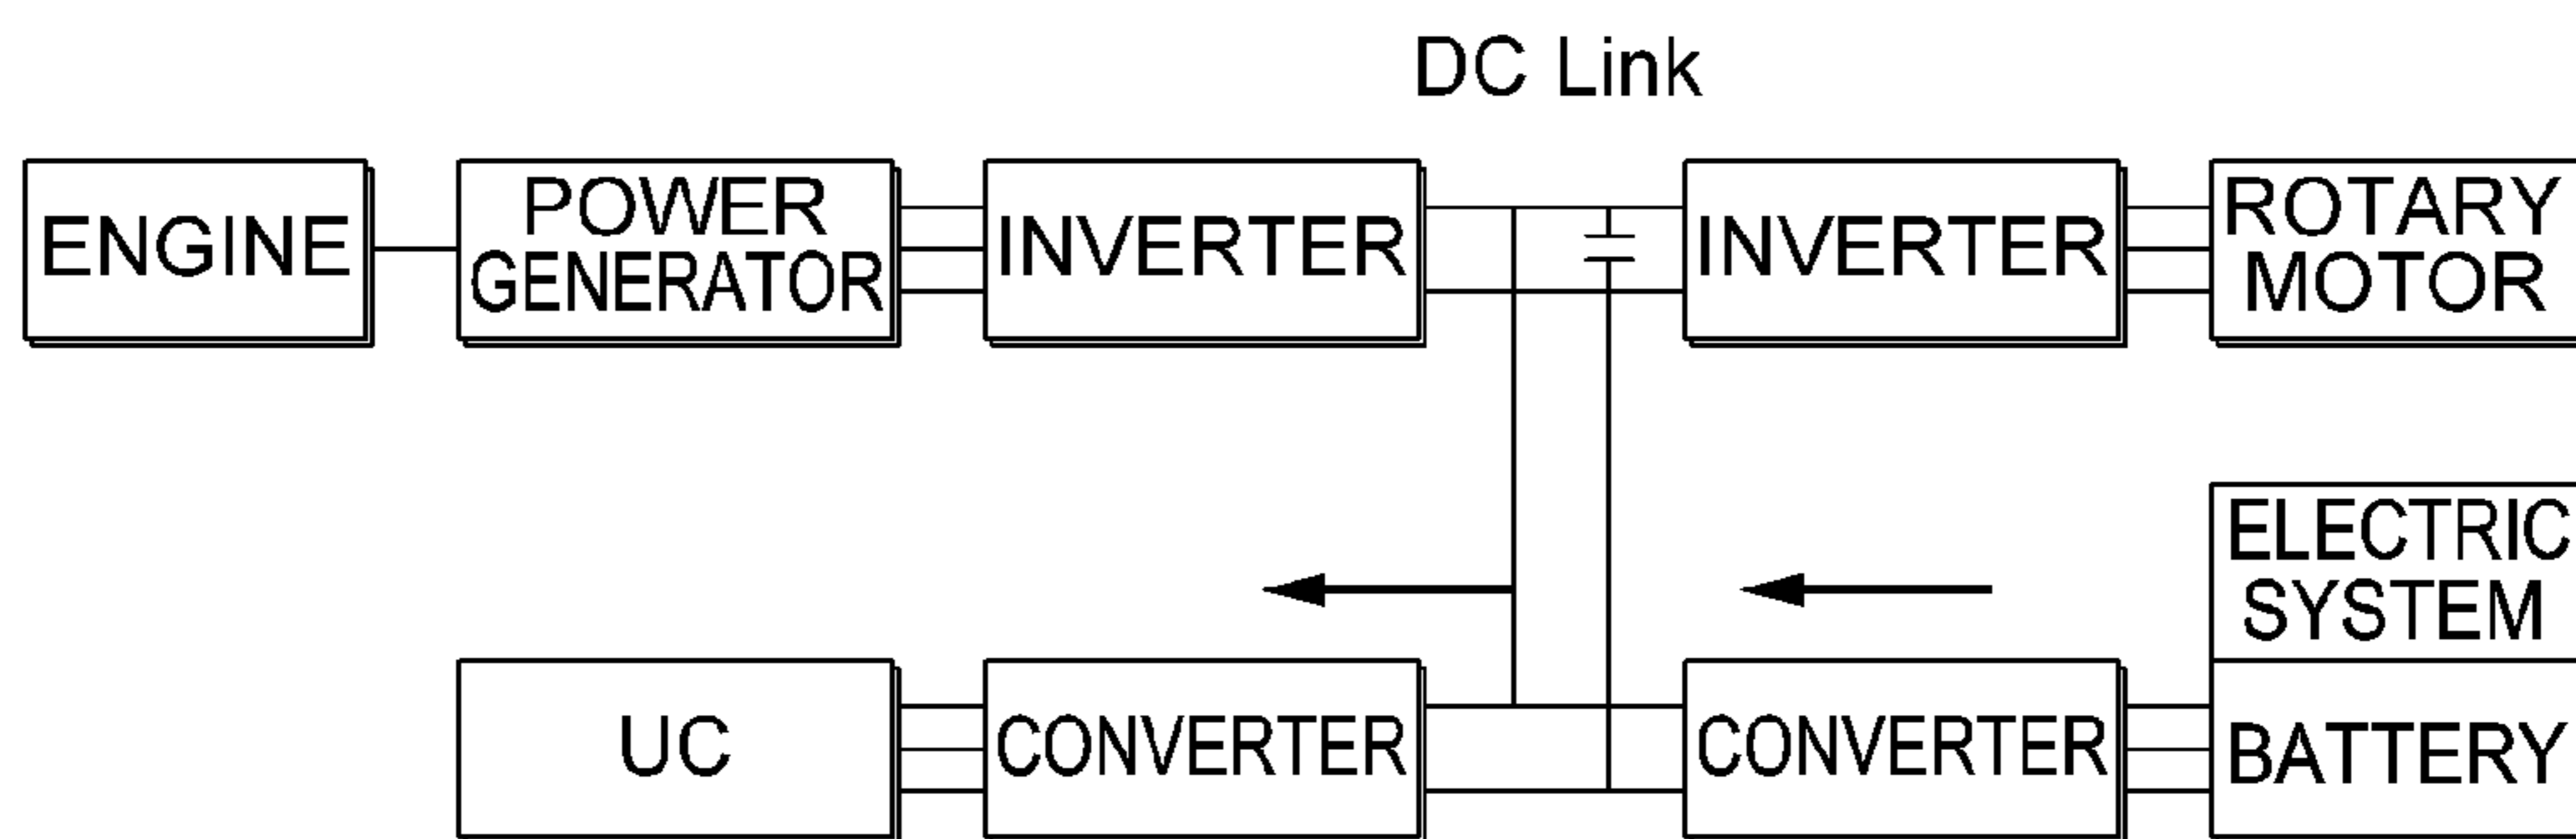 DC Link
ENGINE
POWER
GENERATOR
INVERTER
INVERTER
ROTARY
MOTOR
ELECTRIC
SYSTEM
UC
CONVERTER
CONVERTER
BATTERY